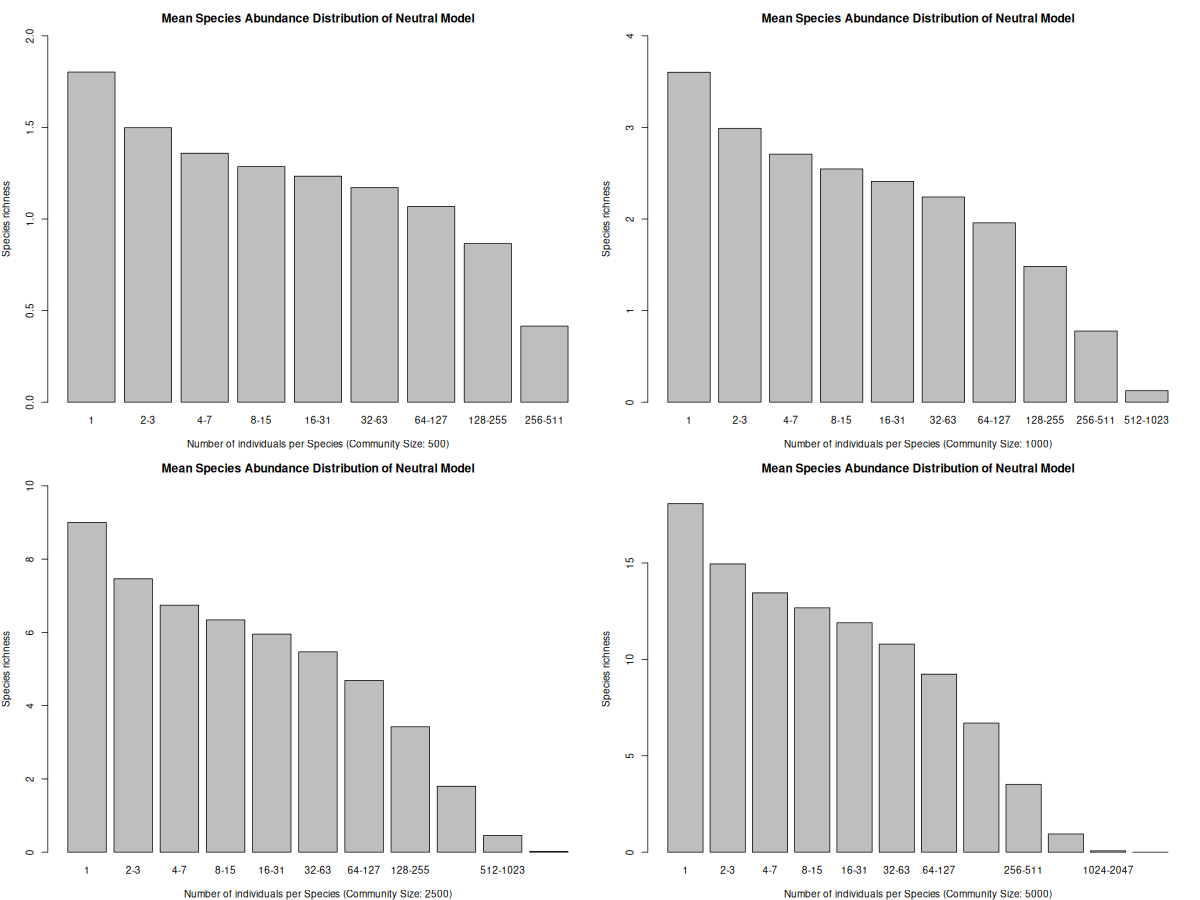 Mean Species Abundance Distribution of Neutral Model
Species richness
0.0 0.5 1.0 1.5 2.0
1 2-3 4-7 8-15 16-31 32-63 64-127 128-255 256-511
Number of individuals per Species (Community Size: 500)
Mean Species Abundance Distribution of Neutral Model
Species richness
0 1 2 3 4
1 2-3 4-7 8-15 16-31 32-63 64-127 128-255 256-511 512-1023
Number of individuals per Species (Community Size: 1000)
Mean Species Abundance Distribution of Neutral Model
Species richness
0 2 4 6 8 10
1 2-3 4-7 8-15 16-31 32-63 64-127 128-255 512-1023
Number of individuals per Species (Community Size: 2500)
Mean Species Abundance Distribution of Neutral Model
Species richness
0 5 10 15
1 2-3 4-7 8-15 16-31 32-63 64-127 256-511 1024-2047
Number of individuals per Species (Community Size: 5000)